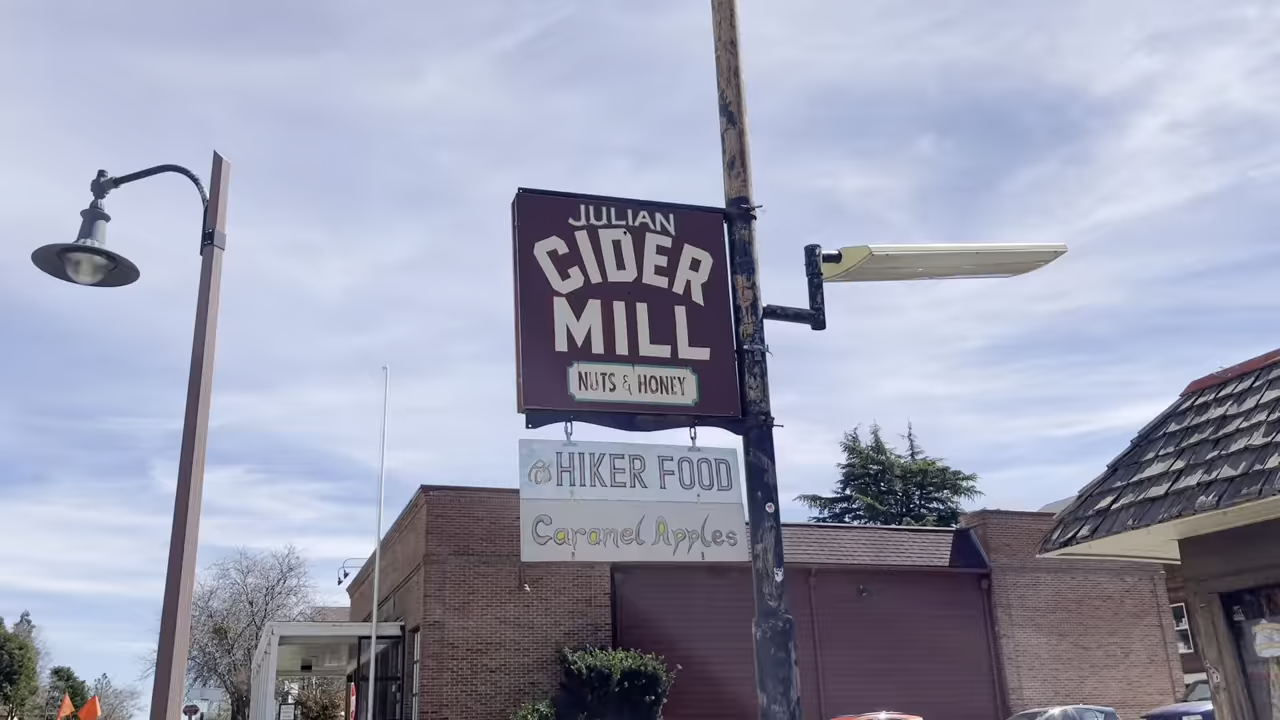 JULIAN
CIDER
MILL
NUTS & HONEY
HIKER FOOD
Caramel Apples